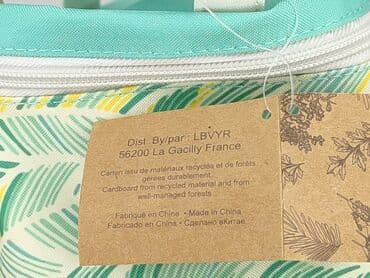 Dist. By/par : LBVYR
56200 La Gacilly France
Carton issu de matériaux recyclés et de forêts
gérées durablement.
Cardboard from recycled material and from
well-managed forests.
Fabriqué en Chine • Made in China
Fabricado en China • Сделано вКитае